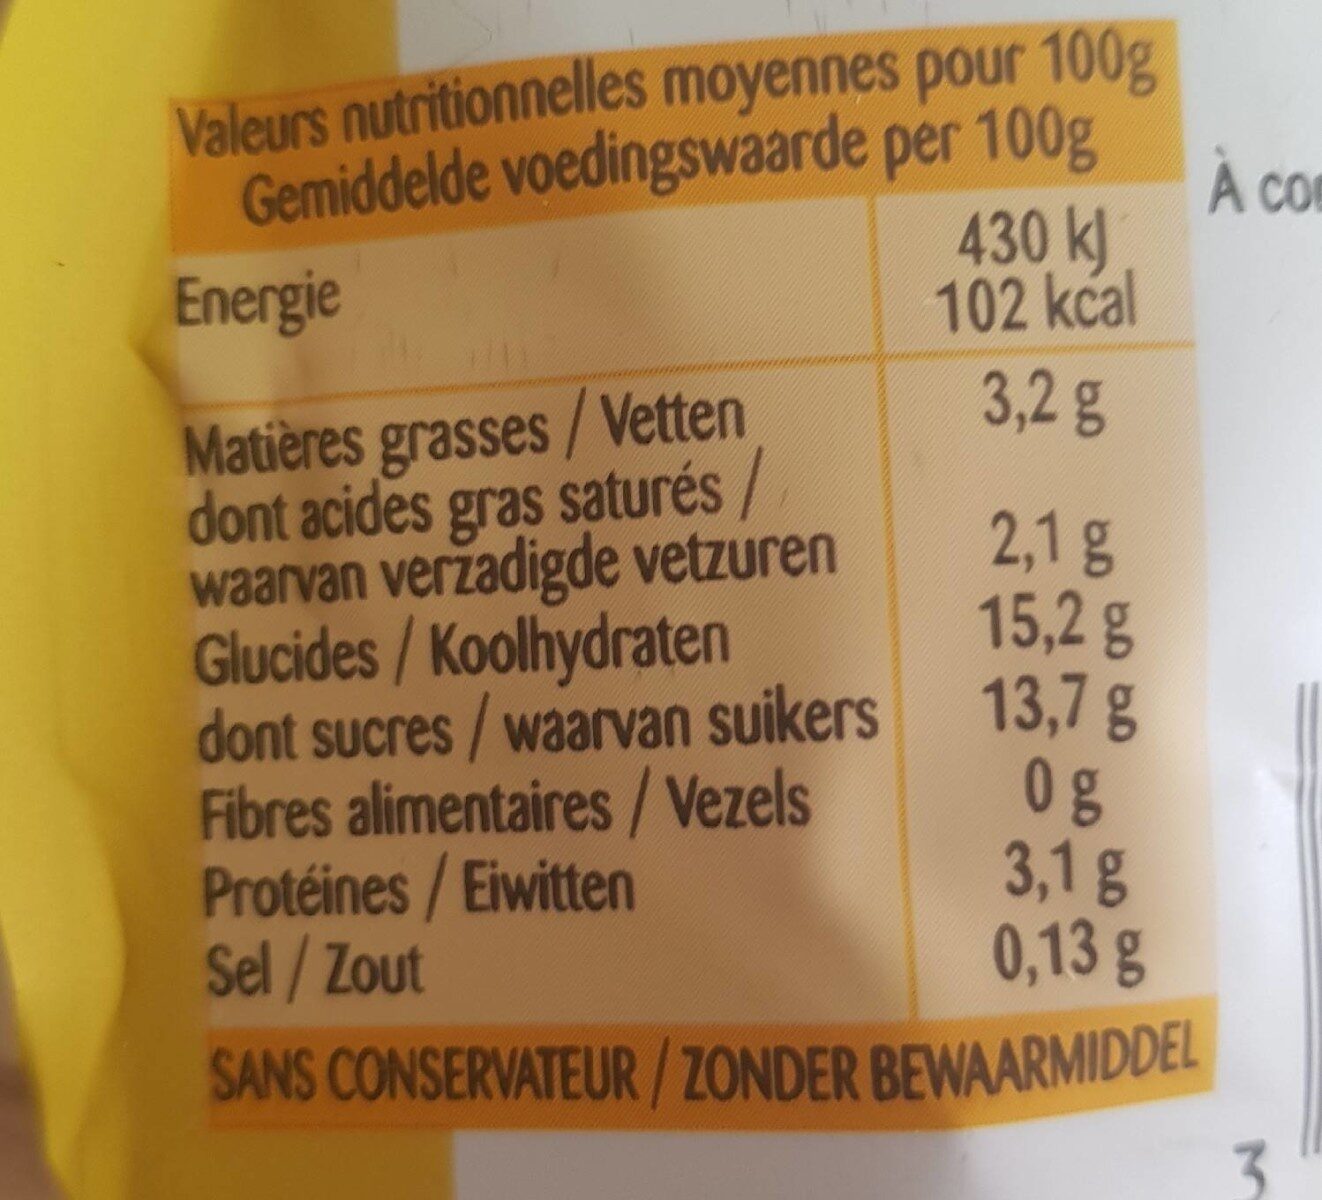 Valeurs nutritionnelles moyennes pour 100g
Gemiddelde voedingswaarde per 100g
Energie 430 kJ
102 kcal
Matières grasses / Vetten 3,2 g
dont acides gras saturés /
waarvan verzadigde vetzuren 2,1 g
Glucides / Koolhydraten 15,2 g
dont sucres / waarvan suikers 13,7 g
Fibres alimentaires / Vezels 0 g
Protéines / Eiwitten 3,1 g
Sel / Zout 0,13 g
SANS CONSERVATEUR / ZONDER BEWAARMIDDEL
À
3